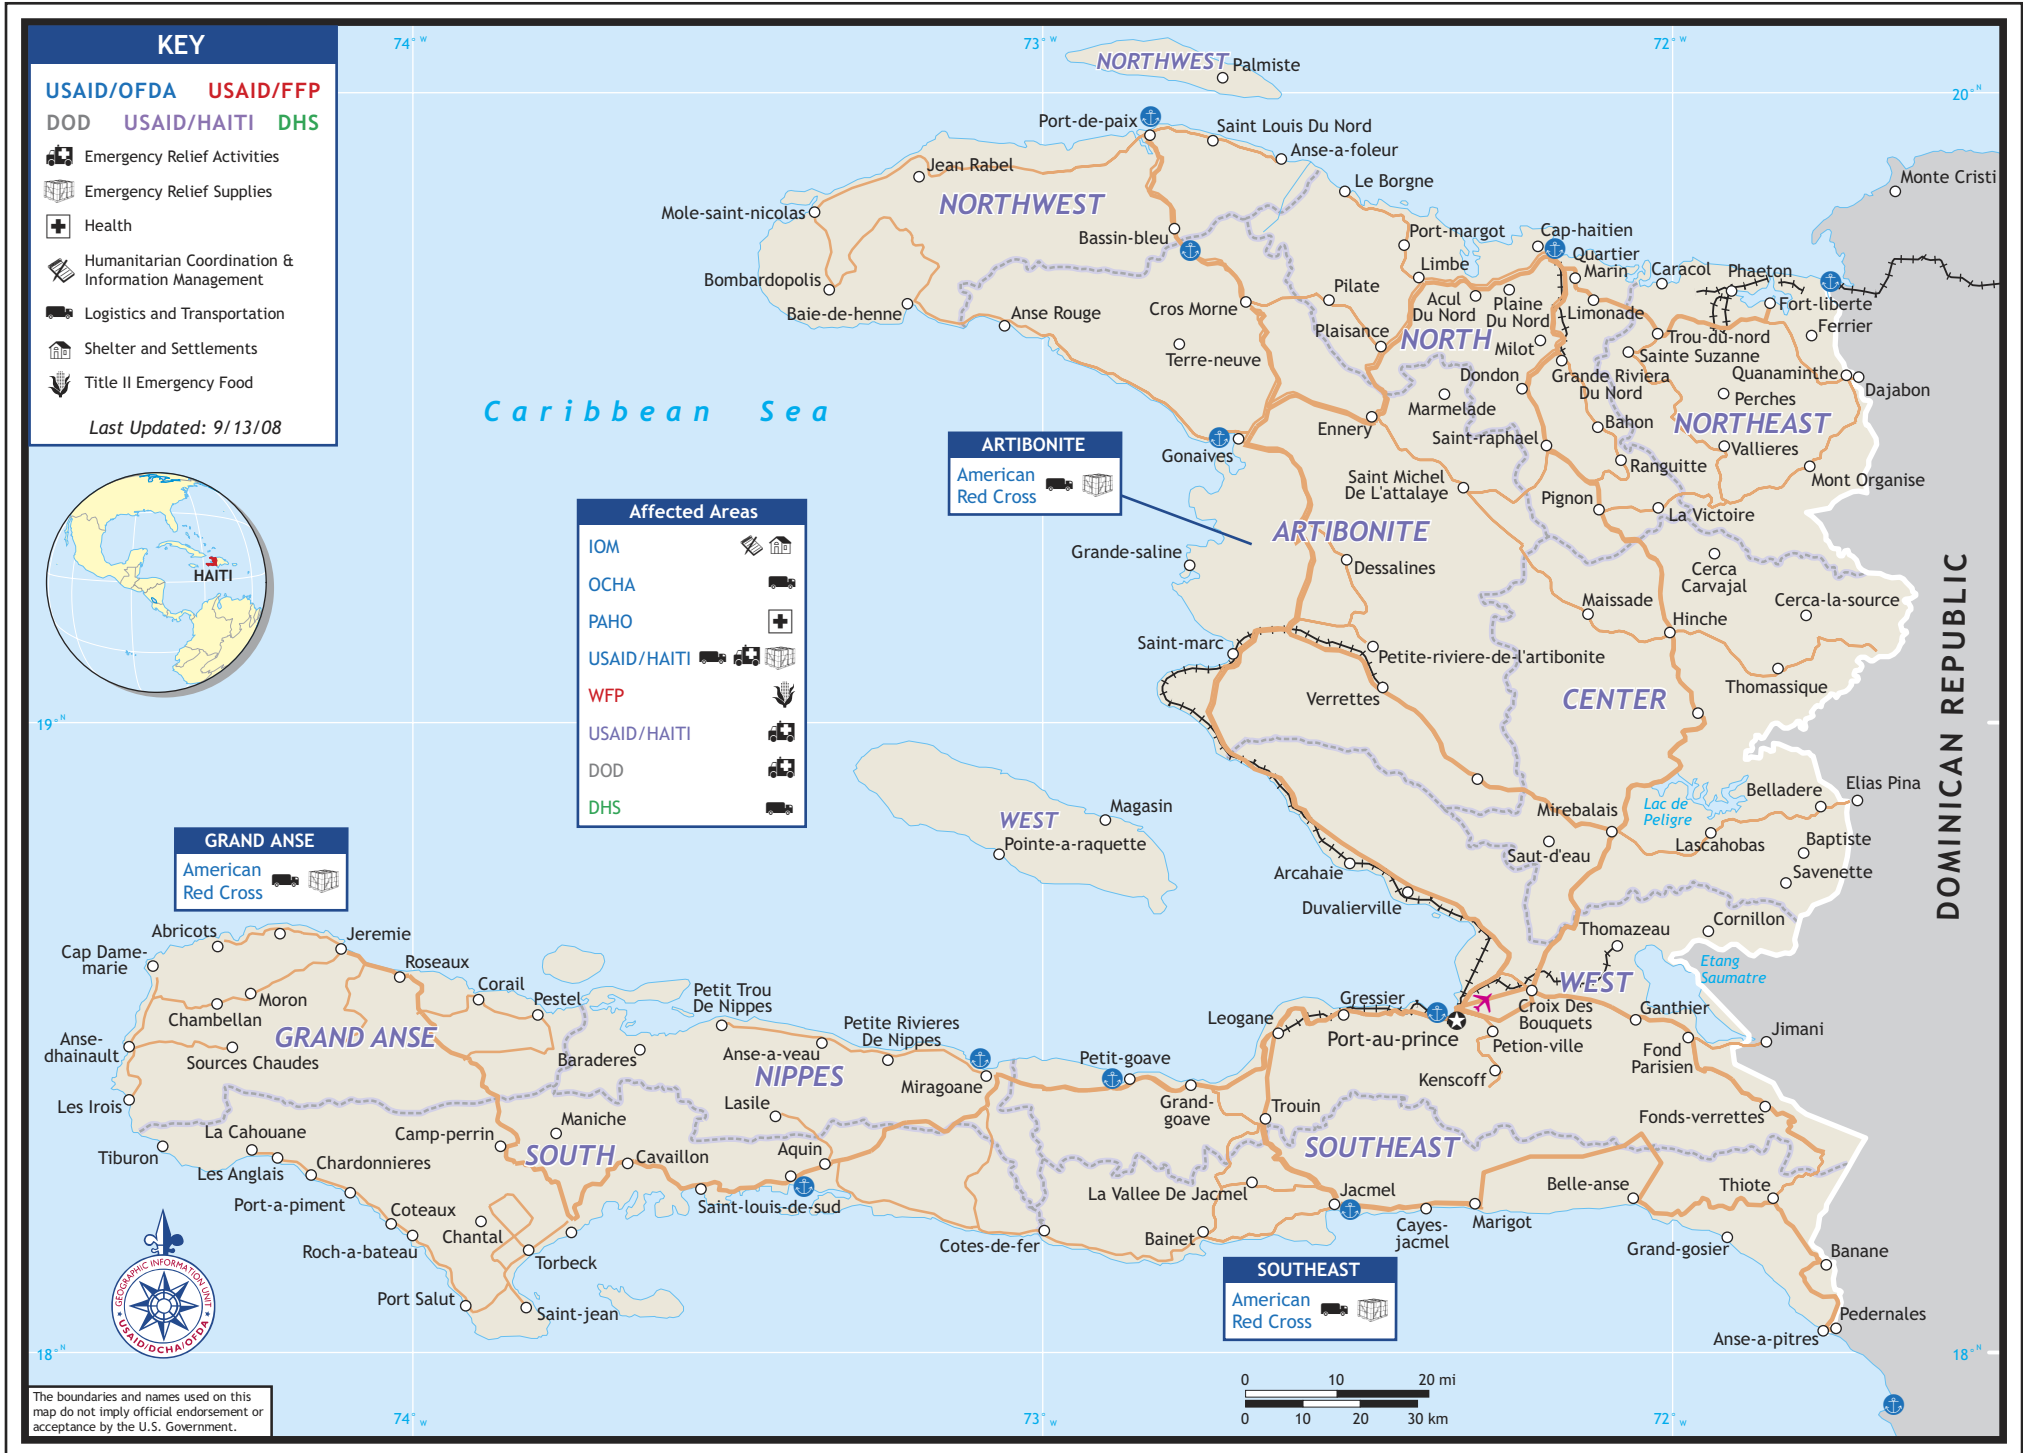 KEY
USAID/OFDA USAID/FFP
DOD USAID/HAITI DHS
Emergency Relief Activities
Emergency Relief Supplies
Health
Humanitarian Coordination &
Information Management
Logistics and Transportation
Shelter and Settlements
Title II Emergency Food
Last Updated: 9/13/08
74° W
73° W
72° W
20° N
NORTHWEST
Palmiste
Port-de-paix
Saint Louis Du Nord
Anse-a-foleur
Jean Rabel
Le Borgne
Monte Cristi
NORTHWEST
Mole-saint-nicolas
Bassin-bleu
Port-margot
Cap-haitien
Quartier
Marin
Caracol
Phaeton
Limbe
Bombardopolis
Pilate
Acul
Du Nord
Plaine
Du Nord
Limonade
Fort-liberte
Baie-de-henne
Anse Rouge
Cros Morne
Ferrier
Plaisance
NORTH
Milot
Trou-du-nord
Terre-neuve
Sainte Suzanne
Dondon
Grande Riviera
Du Nord
Quanaminthe
Dajabon
Perches
Marmelade
Caribbean Sea
Ennery
Bahon
NORTHEAST
Saint-raphael
Gonaives
Vallieres
Ranguitte
Mont Organise
ARTIBONITE
American
Red Cross
Saint Michel
De L'attalaye
Pignon
La Victoire
HAITI
Affected Areas
IOM
OCHA
PAHO
USAID/HAITI
WFP
USAID/HAITI
DOD
DHS
ARTIBONITE
Grande-saline
Dessalines
Cerca
Carvajal
Maissade
Cerca-la-source
Hinche
Saint-marc
Petite-riviere-de-l'artibonite
Verrettes
Thomassique
CENTER
DOMINICAN REPUBLIC
19° N
WEST
Magasin
Pointe-a-raquette
Mirebalais
Lac de
Peligre
Belladere
Elias Pina
Saut-d'eau
Lascahobas
Baptiste
Savenette
Arcahaie
Duvalierville
Cornillon
Thomazeau
Etang
Saumatre
WEST
GRAND ANSE
American
Red Cross
Abricots
Jeremie
Cap Dame-
marie
Roseaux
Corail
Pestel
Moron
Chambellan
GRAND ANSE
Anse-
dhainault
Sources Chaudes
Les Irois
Petit Trou
De Nippes
Petite Rivieres
De Nippes
Baraderes
Anse-a-veau
NIPPES
Miragoane
Lasile
Petit-goave
Grand-
goave
Leogane
Gressier
Port-au-prince
Croix Des
Bouquets
Petion-ville
Kenscoff
Ganthier
Fond
Parisien
Jimani
Fonds-verrettes
Trouin
SOUTHEAST
Tiburon
La Cahouane
Les Anglais
Camp-perrin
Chardonnieres
Port-a-piment
Maniche
SOUTH
Cavaillon
Aquin
Saint-louis-de-sud
Coteaux
Chantal
Roch-a-bateau
Torbeck
Port Salut
Saint-jean
Cotes-de-fer
La Vallee De Jacmel
Bainet
Jacmel
Cayes-
jacmel
Marigot
Belle-anse
Thiote
Grand-gosier
Banane
Pedernales
Anse-a-pitres
SOUTHEAST
American
Red Cross
GEOGRAPHIC INFORMATION UNIT
USAID/DCHA/OFDA
18° N
18° N
0 10 20 mi
0 10 20 30 km
The boundaries and names used on this
map do not imply official endorsement or
acceptance by the U.S. Government.
74° W
73° W
72° W